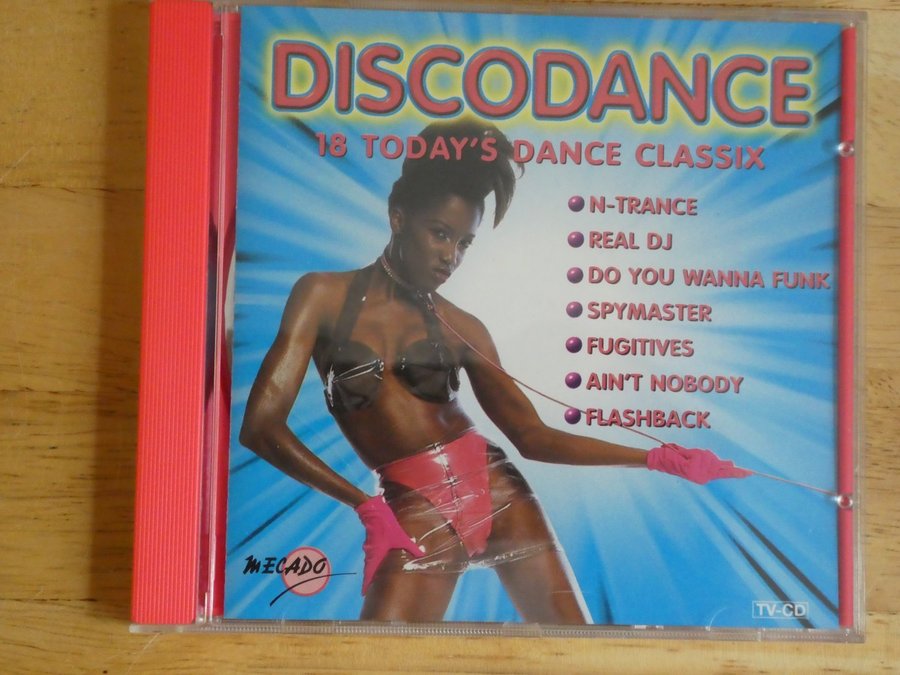 DISCODANCE
18 TODAY'S DANCE CLASSIX
N-TRANCE
REAL DJ
DO YOU WANNA FUNK
SPYMASTER
FUGITIVES
AIN'T NOBODY
FLASHBACK
MECADO
TV-CD